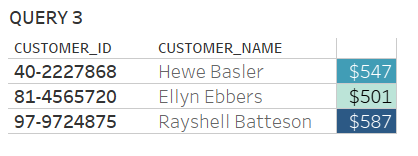 QUERY 3
CUSTOMER_ID CUSTOMER_NAME
40-2227868 Hewe Basler $547
81-4565720 Ellyn Ebbers $501
97-9724875 Rayshell Batteson $587